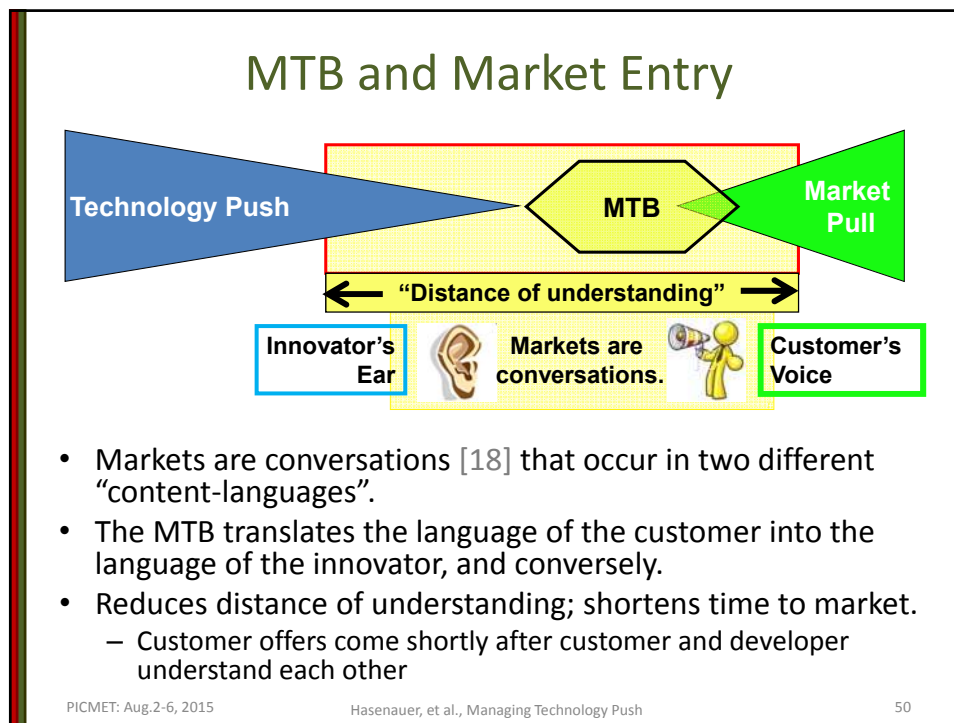 MTB and Market Entry
Technology Push
MTB
Market
Pull
“Distance of understanding”
Innovator’s
Ear
Markets are
conversations.
Customer’s
Voice
• Markets are conversations [18] that occur in two different
“content-languages”.
• The MTB translates the language of the customer into the
language of the innovator, and conversely.
• Reduces distance of understanding; shortens time to market.
– Customer offers come shortly after customer and developer
understand each other
PICMET: Aug.2-6, 2015
Hasenauer, et al., Managing Technology Push
50